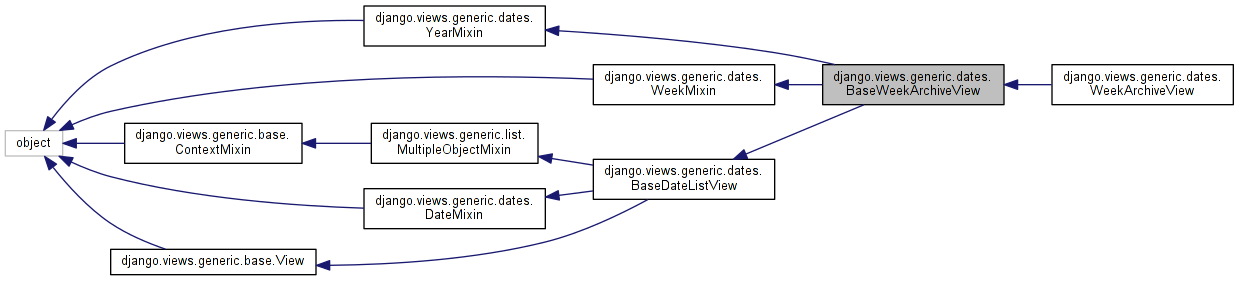 django.views.generic.dates.
YearMixin
django.views.generic.dates.
WeekMixin
django.views.generic.dates.
BaseWeekArchiveView
django.views.generic.dates.
WeekArchiveView
object
django.views.generic.base.
ContextMixin
django.views.generic.list.
MultipleObjectMixin
django.views.generic.dates.
BaseDateListView
django.views.generic.dates.
DateMixin
django.views.generic.base.View